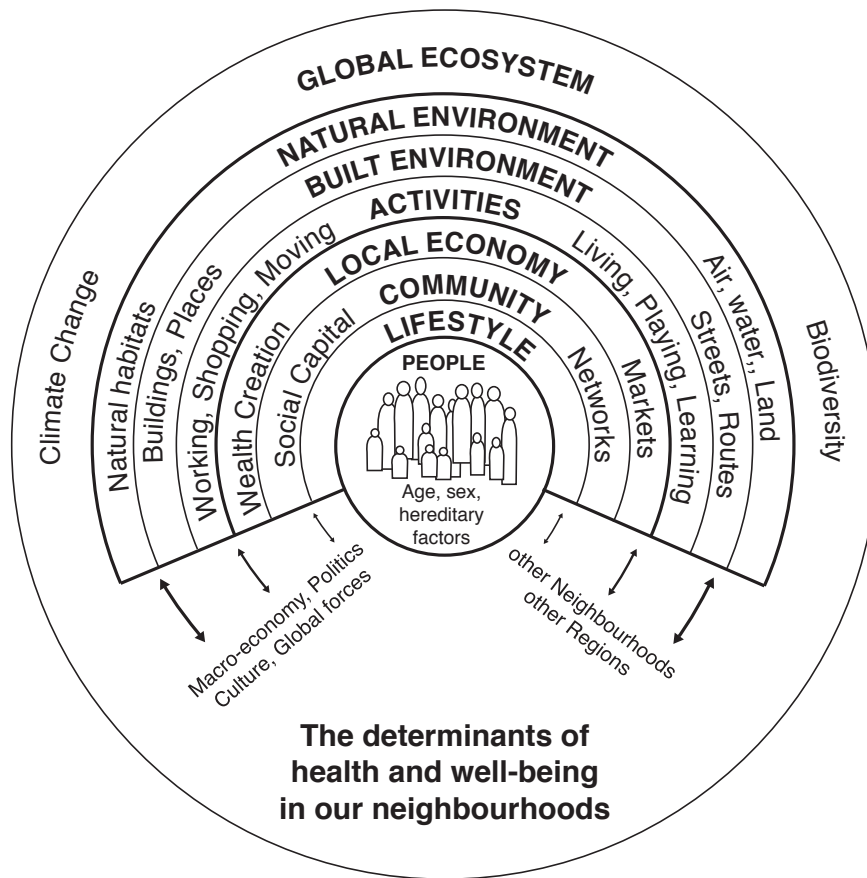 GLOBAL ECOSYSTEM
NATURAL ENVIRONMENT
BUILT ENVIRONMENT
ACTIVITIES
LOCAL ECONOMY
COMMUNITY
LIFESTYLE
PEOPLE
Age, sex,
hereditary
factors
Climate Change
Natural habitats
Buildings, Places
Working, Shopping, Moving
Wealth Creation
Social Capital
Networks
Markets
Living, Playing, Learning
Streets, Routes
Air, water,, Land
Biodiversity
Macro-economy, Politics
Culture, Global forces
other Neighbourhoods
other Regions
The determinants of
health and well-being
in our neighbourhoods